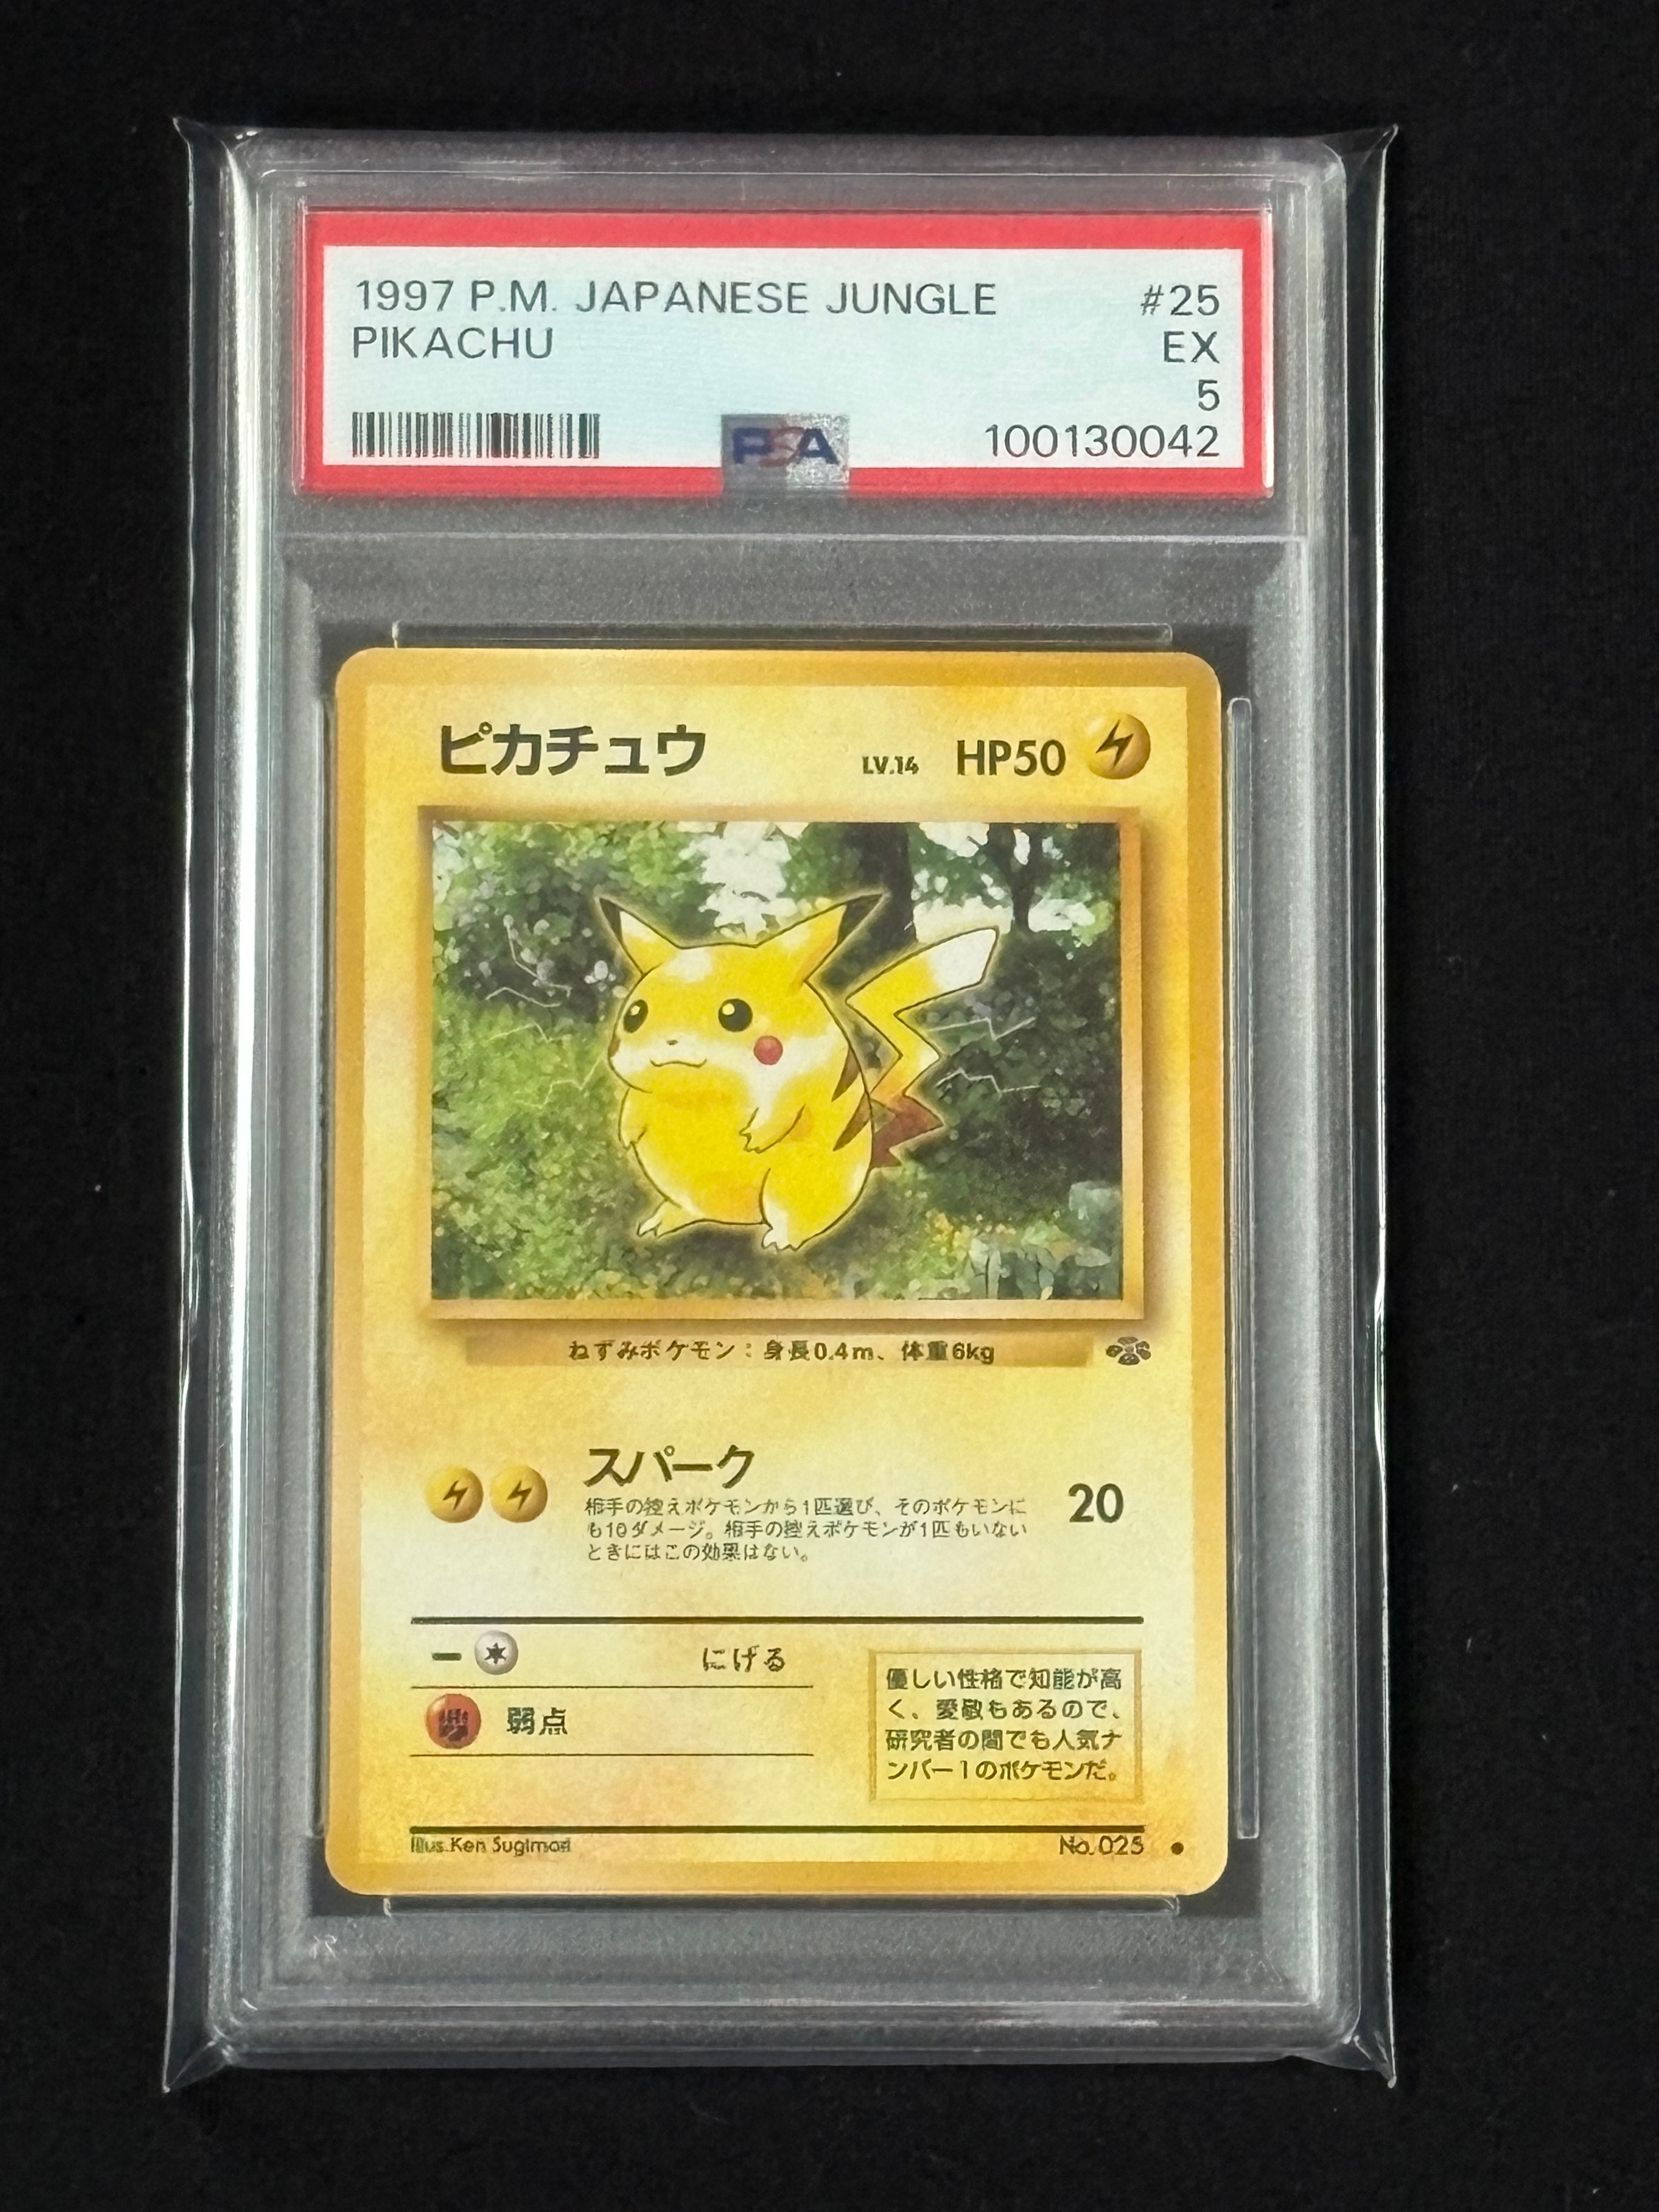 1997 P.M. JAPANESE JUNGLE #25
PIKACHU EX
5
PSA 100130042
ピカチュウ LV.14 HP50
ねずみポケモン：身長0.4m、体重6kg
スパーク 20
相手の控えポケモンから1匹選び、そのポケモンに
も10ダメージ。相手の控えポケモンが1匹もいない
ときにはこの効果はない。
− にげる
弱点
優しい性格で知能が高
く、愛敬もあるので、
研究者の間でも人気ナ
ンバー1のポケモンだ。
Illus. Ken Sugimori No. 025 ●